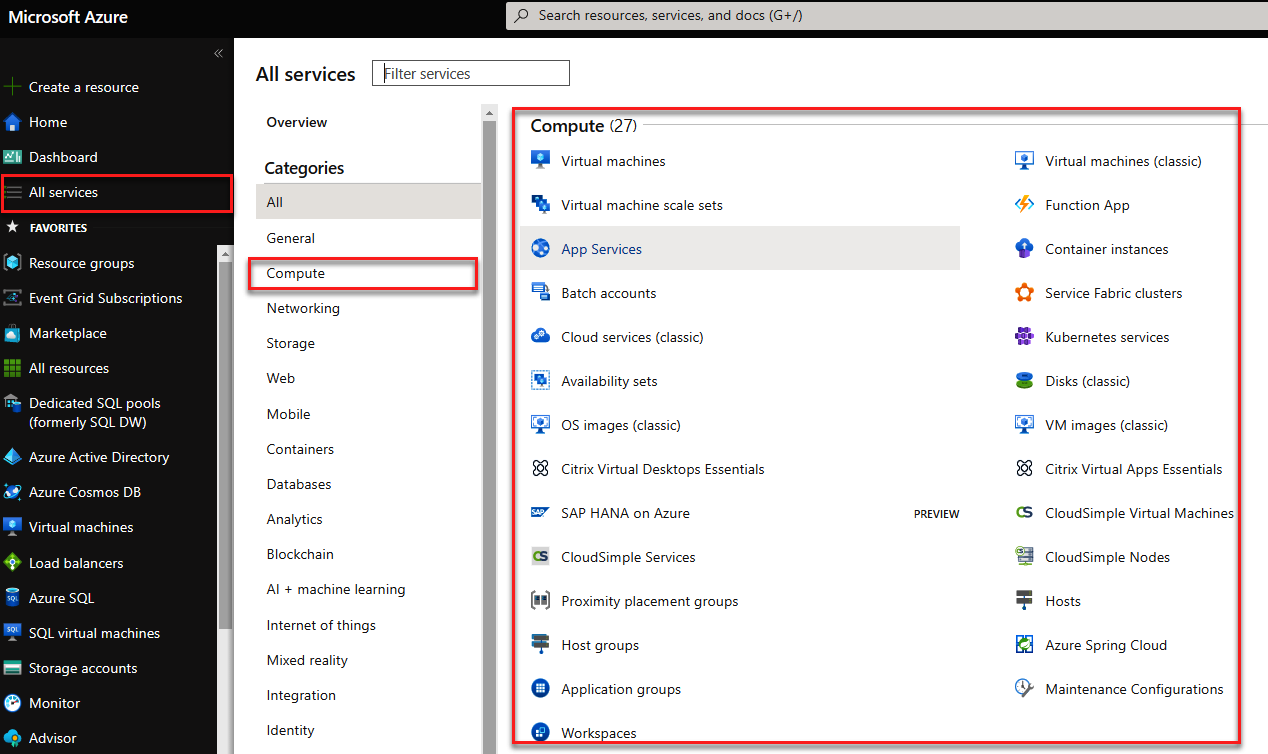 Microsoft Azure
Search resources, services, and docs (G+/)
«
Create a resource
Home
Dashboard
All services
FAVORITES
Resource groups
Event Grid Subscriptions
Marketplace
All resources
Dedicated SQL pools
(formerly SQL DW)
Azure Active Directory
Azure Cosmos DB
Virtual machines
Load balancers
Azure SQL
SQL virtual machines
Storage accounts
Monitor
Advisor
All services
Filter services
Overview
Categories
All
General
Compute
Networking
Storage
Web
Mobile
Containers
Databases
Analytics
Blockchain
AI + machine learning
Internet of things
Mixed reality
Integration
Identity
Compute (27)
Virtual machines
Virtual machine scale sets
App Services
Batch accounts
Cloud services (classic)
Availability sets
OS images (classic)
Citrix Virtual Desktops Essentials
SAP HANA on Azure
PREVIEW
CloudSimple Services
Proximity placement groups
Host groups
Application groups
Workspaces
Virtual machines (classic)
Function App
Container instances
Service Fabric clusters
Kubernetes services
Disks (classic)
VM images (classic)
Citrix Virtual Apps Essentials
CloudSimple Virtual Machines
CloudSimple Nodes
Hosts
Azure Spring Cloud
Maintenance Configurations